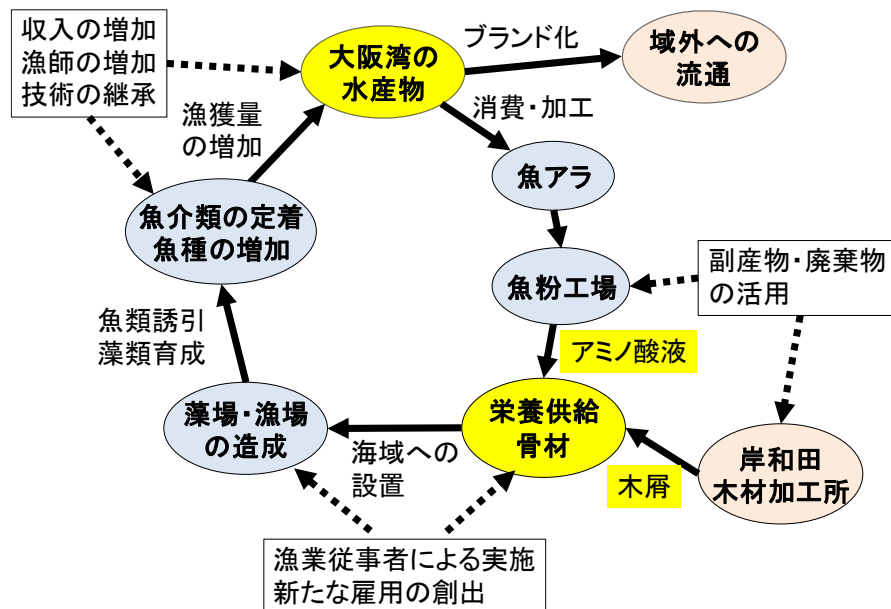 収入の増加
漁師の増加
技術の継承
大阪湾の
水産物
ブランド化
域外への
流通
漁獲量
の増加
消費・加工
魚アラ
魚介類の定着
魚種の増加
魚粉工場
副産物・廃棄物
の活用
魚類誘引
藻類育成
アミノ酸液
藻場・漁場
の造成
栄養供給
骨材
海域への
設置
木屑
岸和田
木材加工所
漁業従事者による実施
新たな雇用の創出